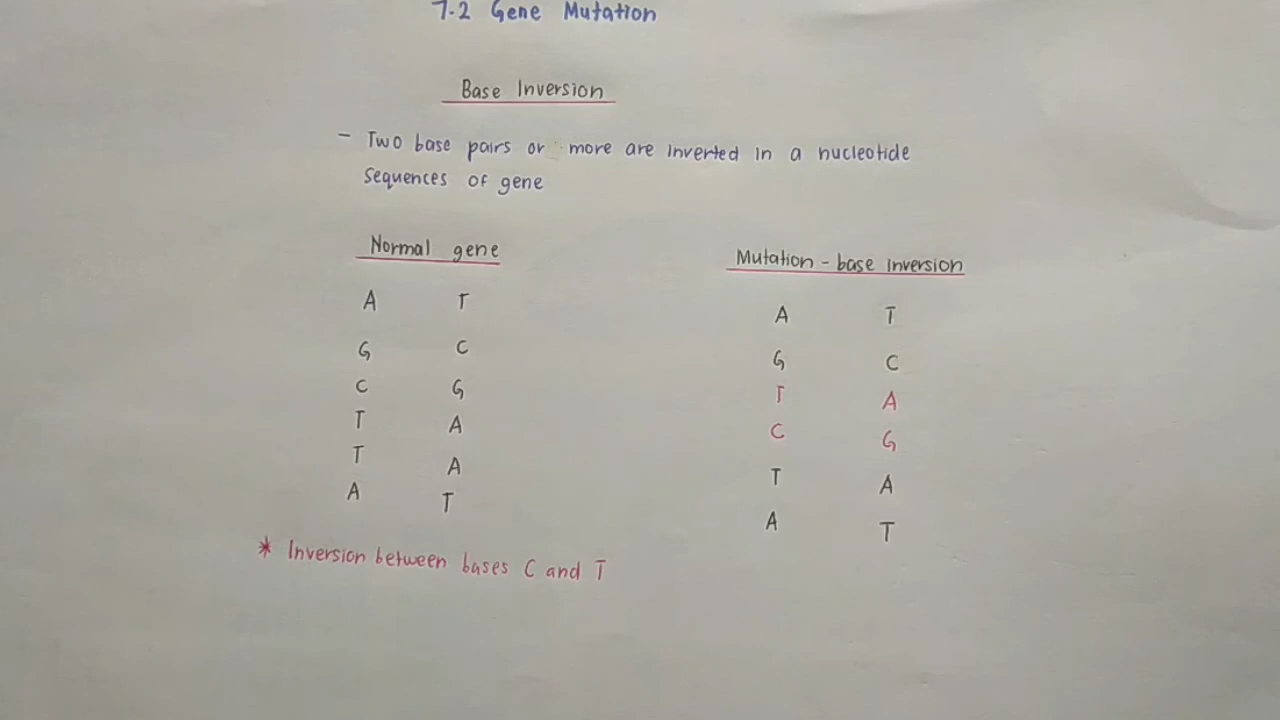 7.2 Gene Mutation
Base Inversion
- Two base pairs or more are inverted in a nucleotide
sequences of gene
Normal gene
A T
G C
C G
T A
T A
A T
* Inversion between bases C and T
Mutation - base inversion
A T
G C
T A
C G
T A
A T